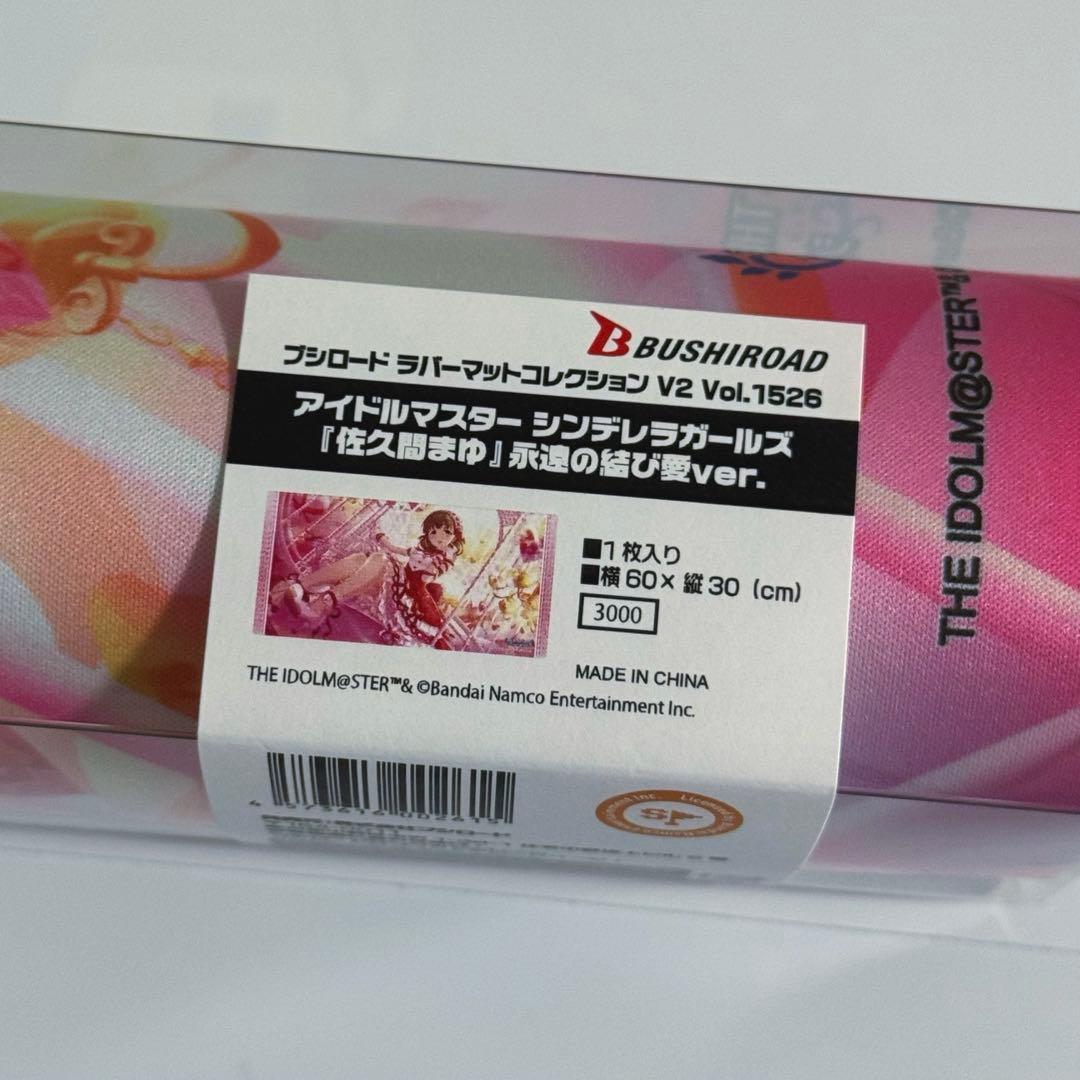 BUSHIROAD
ブシロード ラバーマットコレクション V2 Vol.1526
アイドルマスター シンデレラガールズ
『佐久間まゆ』永遠の結び愛ver.
■1枚入り
■横60×縦30(cm)
3000
MADE IN CHINA
THE IDOLM@STER™& ©Bandai Namco Entertainment Inc.
THE IDOLM@STER™&